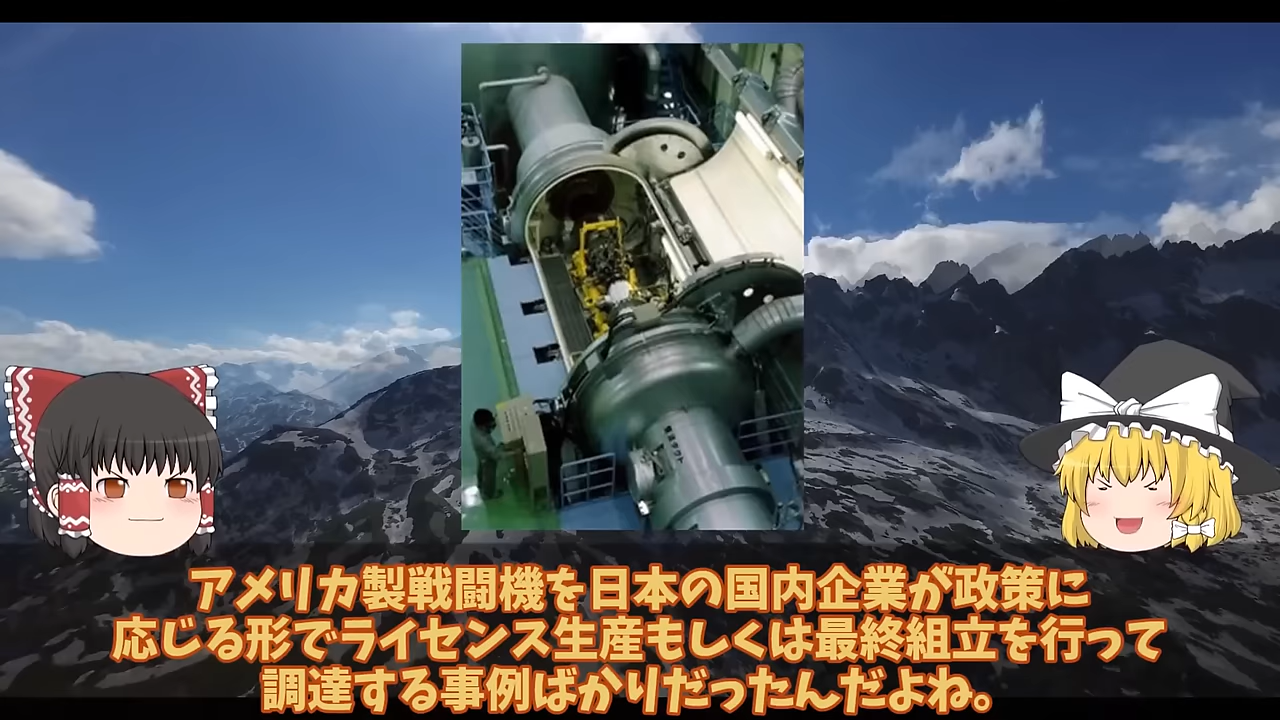 アメリカ製戦闘機を日本の国内企業が政策に
応じる形でライセンス生産もしくは最終組立を行って
調達する事例ばかりだったんだよね。